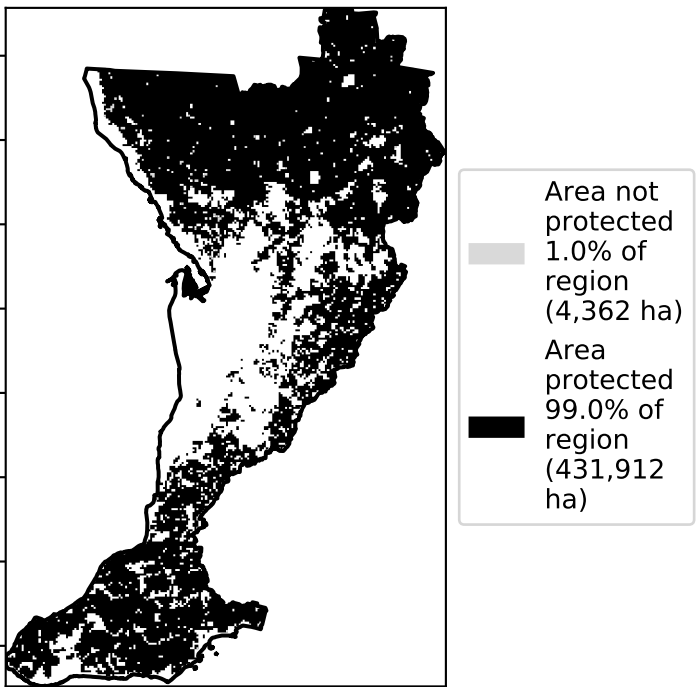 Area not
protected
1.0% of
region
(4,362 ha)
Area
protected
99.0% of
region
(431,912
ha)